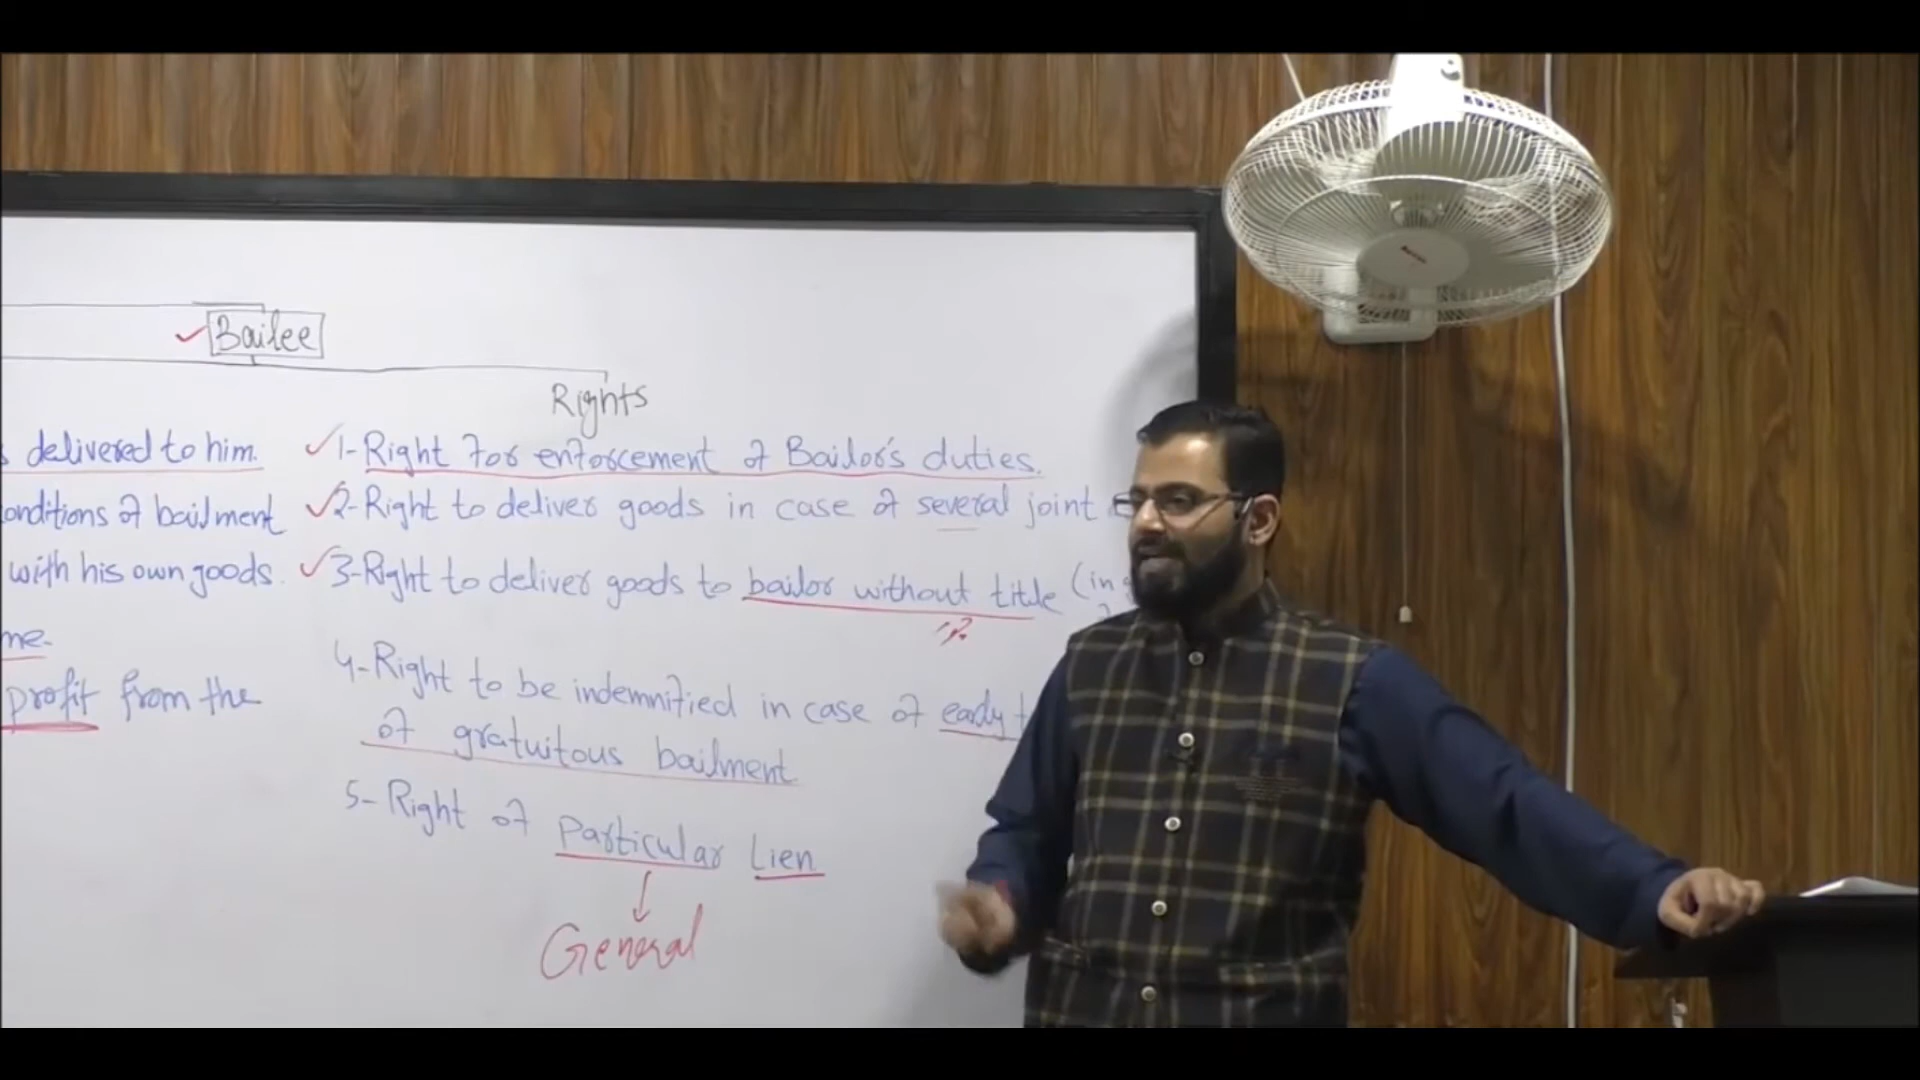 Bailee
Rights
delivered to him.
onditions of bailment
with his own goods.
me.
profit from the
1- Right for enforcement of Bailor's duties.
2- Right to deliver goods in case of several joint
3- Right to deliver goods to bailor without title (in
4- Right to be indemnified in case of early t
of gratuitous bailment
5- Right of Particular Lien
General